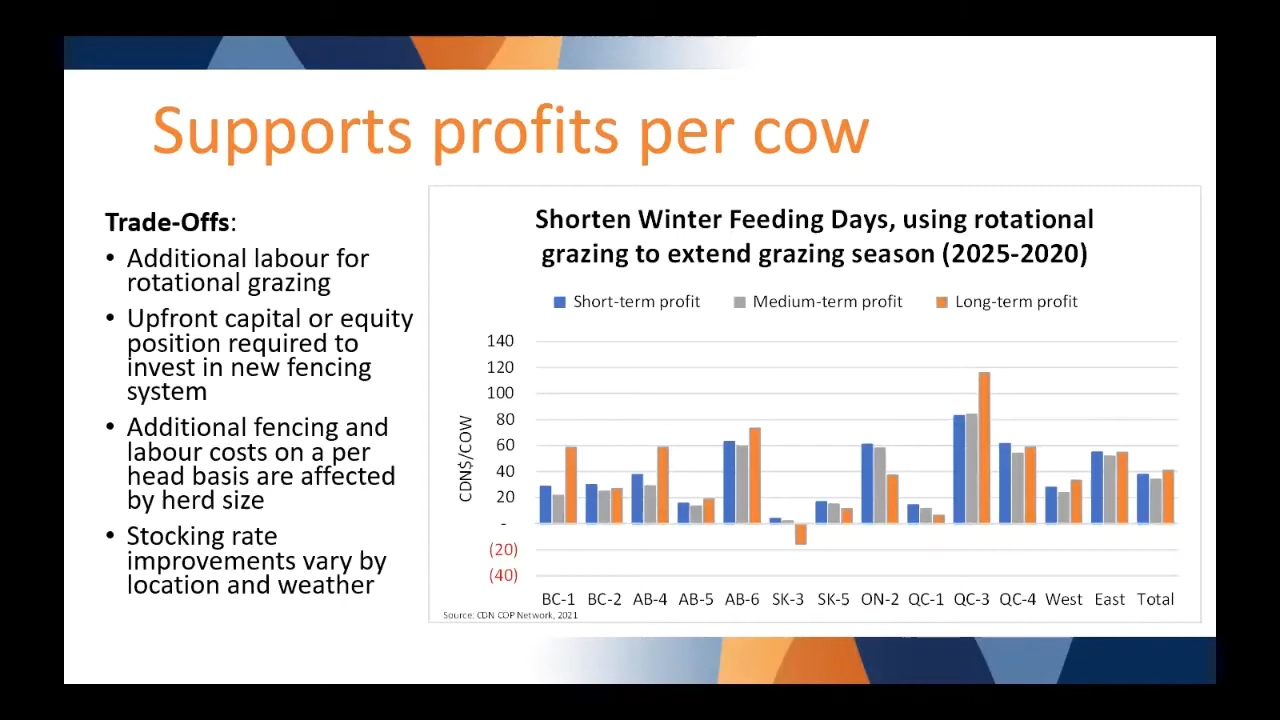 Supports profits per cow
Trade-Offs:
• Additional labour for
rotational grazing
• Upfront capital or equity
position required to
invest in new fencing
system
• Additional fencing and
labour costs on a per
head basis are affected
by herd size
• Stocking rate
improvements vary by
location and weather
Shorten Winter Feeding Days, using rotational
grazing to extend grazing season (2025-2020)
Short-term profit Medium-term profit Long-term profit
CDN$/COW
140
120
100
80
60
40
20
-
(20)
(40)
BC-1 BC-2 AB-4 AB-5 AB-6 SK-3 SK-5 ON-2 QC-1 QC-3 QC-4 West East Total
Source: CDN COP Network, 2021